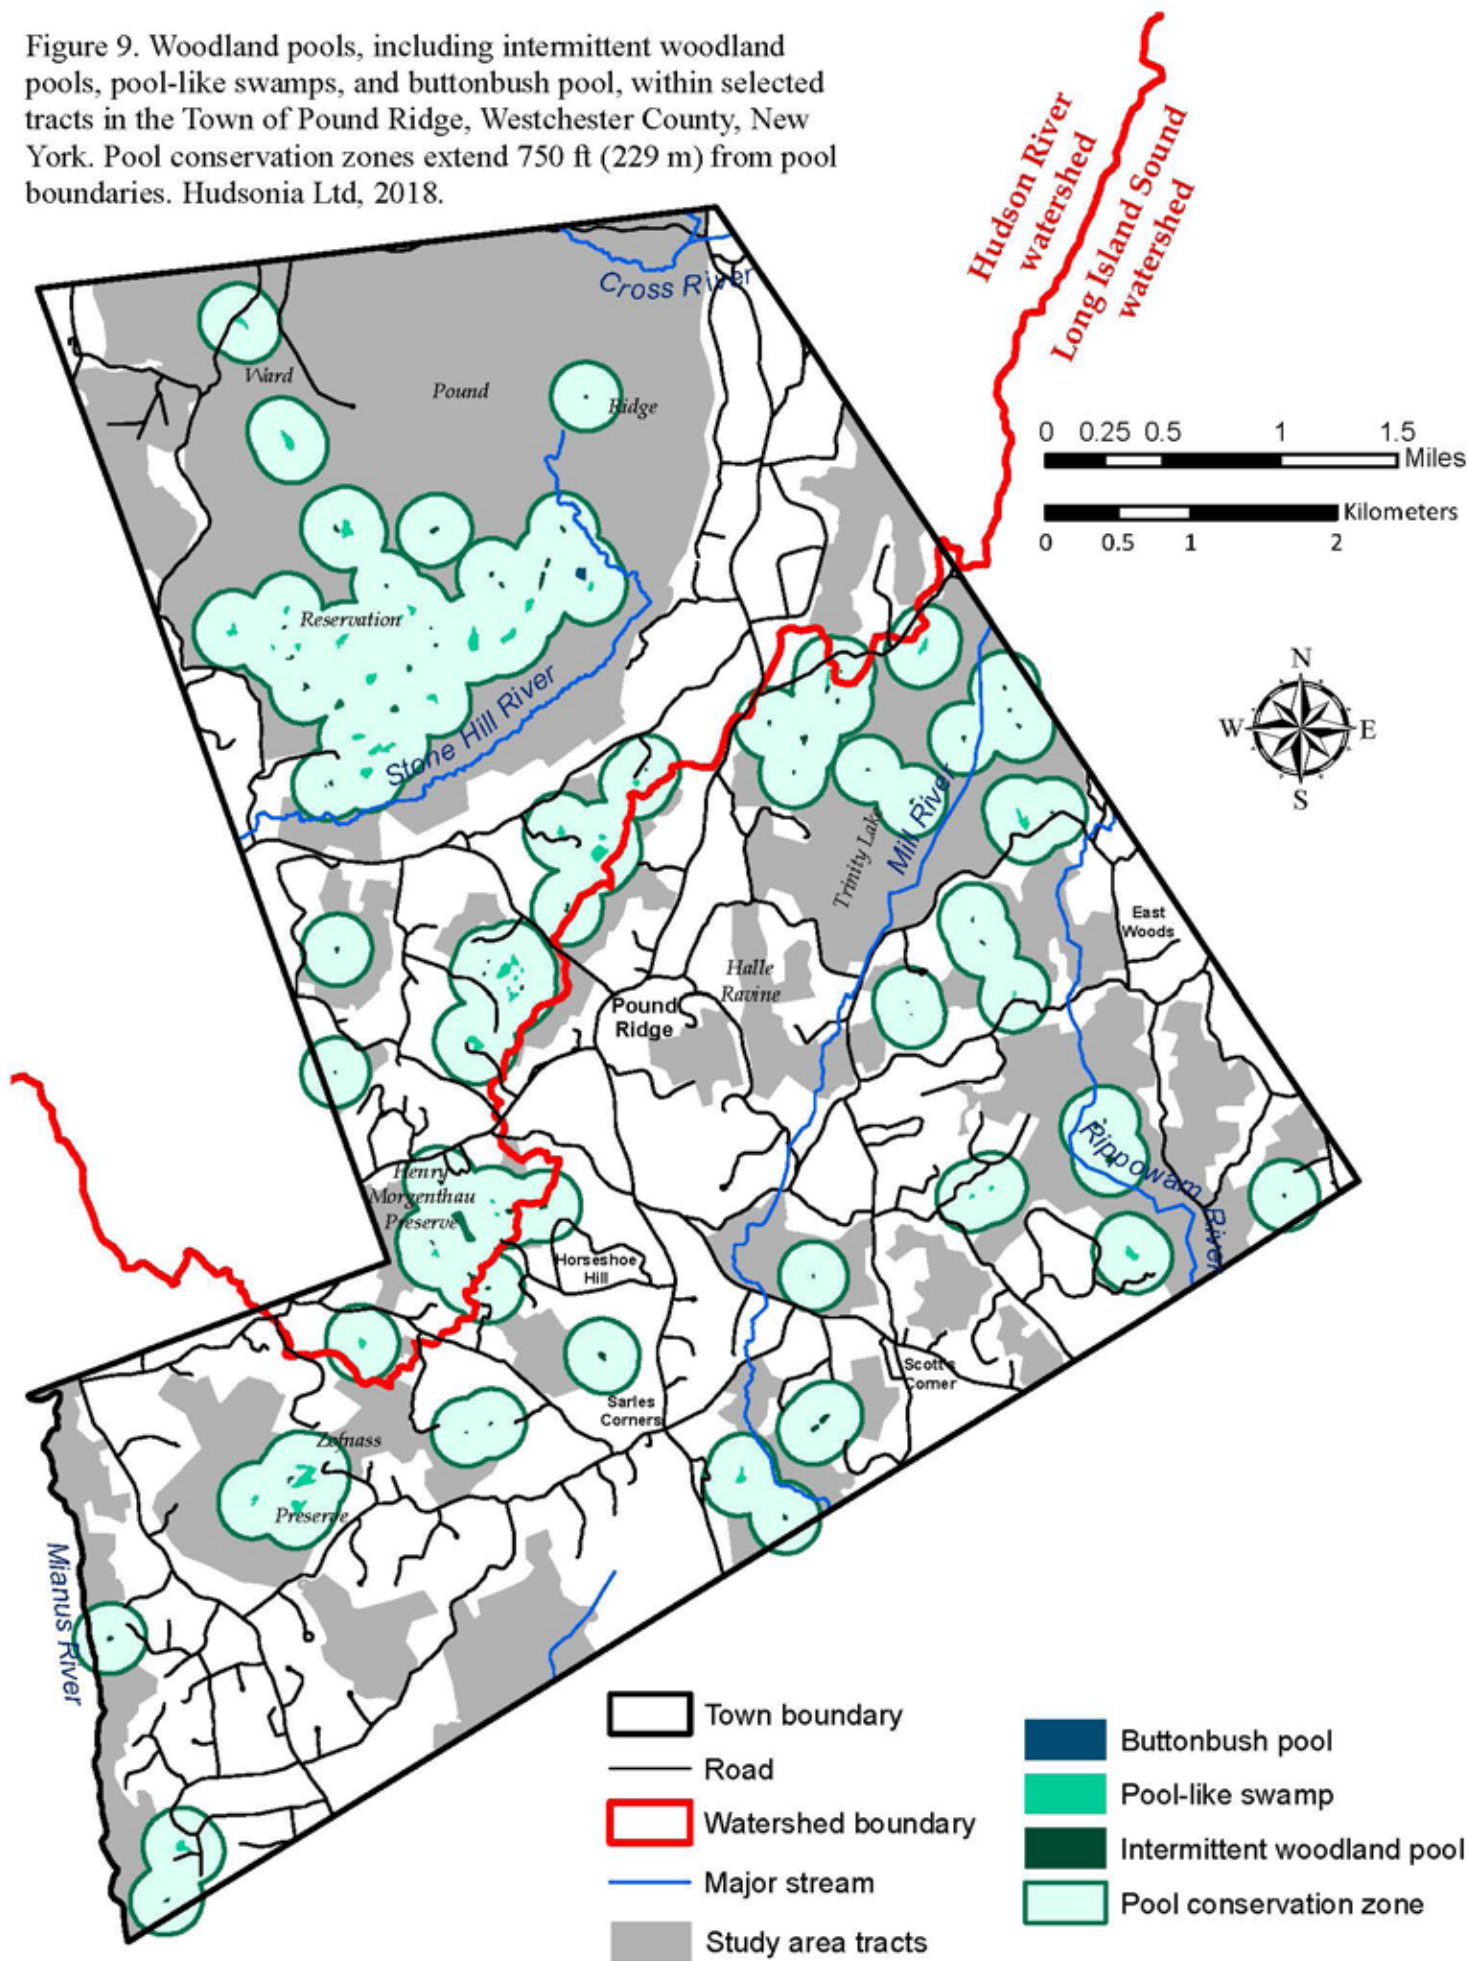 Figure 9. Woodland pools, including intermittent woodland
pools, pool-like swamps, and buttonbush pool, within selected
tracts in the Town of Pound Ridge, Westchester County, New
York. Pool conservation zones extend 750 ft (229 m) from pool
boundaries. Hudsonia Ltd, 2018.
Hudson River
watershed
Long Island Sound
watershed
Cross River
Ward
Pound
Ridge
0 0.25 0.5 1 1.5
Miles
Kilometers
0 0.5 1 2
Reservation
Stone Hill River
N
W E
S
Mill River
Trinity Lake
East
Woods
Halle
Ravine
Pound
Ridge
Rippowam
River
Henry
Morgenthau
Preserve
Horseshoe
Hill
Scott's
Corner
Sarles
Corners
Zofnass
Preserve
Mianus River
Town boundary
Road
Watershed boundary
Major stream
Study area tracts
Buttonbush pool
Pool-like swamp
Intermittent woodland pool
Pool conservation zone